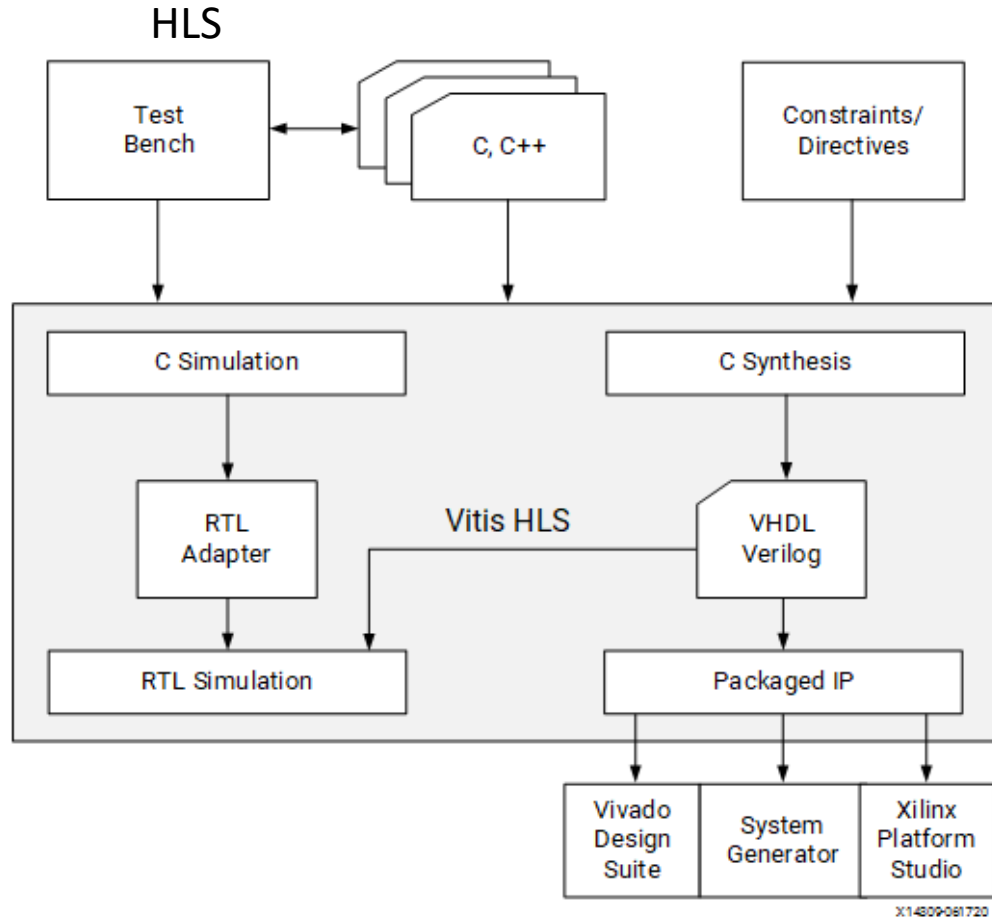 HLS
Test
Bench
C, C++
Constraints/
Directives
C Simulation
C Synthesis
RTL
Adapter
Vitis HLS
VHDL
Verilog
RTL Simulation
Packaged IP
Vivado
Design
Suite
System
Generator
Xilinx
Platform
Studio
X14309-061720